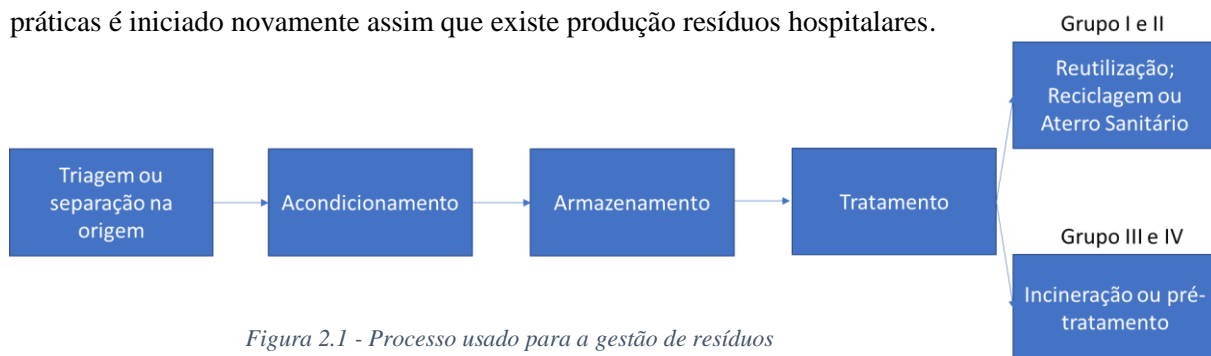 práticas é iniciado novamente assim que existe produção resíduos hospitalares.
Grupo I e II
Reutilização;
Reciclagem ou
Aterro Sanitário
Triagem ou
separação na
origem
Acondicionamento
Armazenamento
Tratamento
Grupo III e IV
Incineração ou pré-
tratamento
Figura 2.1 - Processo usado para a gestão de resíduos